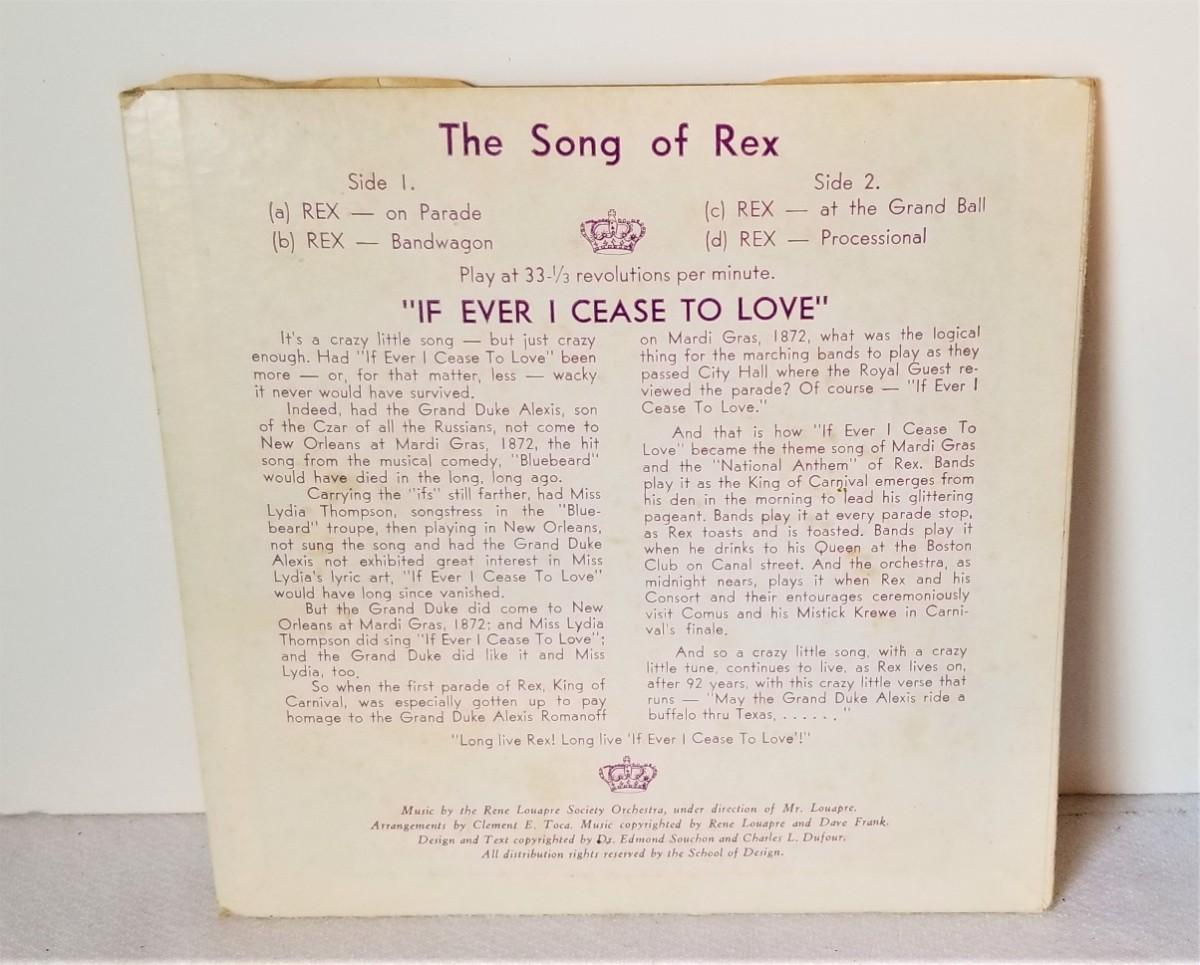 The Song of Rex
Side 1.
(a) REX — on Parade
(b) REX — Bandwagon
Side 2.
(c) REX — at the Grand Ball
(d) REX — Processional
Play at 33-1/3 revolutions per minute.
"IF EVER I CEASE TO LOVE"
It's a crazy little song — but just crazy
enough. Had "If Ever I Cease To Love" been
more — or, for that matter, less — wacky
it never would have survived.
Indeed, had the Grand Duke Alexis, son
of the Czar of all the Russians, not come to
New Orleans at Mardi Gras, 1872, the hit
song from the musical comedy, "Bluebeard"
would have died in the long, long ago.
Carrying the "ifs" still farther, had Miss
Lydia Thompson, songstress in the "Blue-
beard" troupe, then playing in New Orleans,
not sung the song and had the Grand Duke
Alexis not exhibited great interest in Miss
Lydia's lyric art, "If Ever I Cease To Love"
would have long since vanished.
But the Grand Duke did come to New
Orleans at Mardi Gras, 1872; and Miss Lydia
Thompson did sing "If Ever I Cease To Love";
and the Grand Duke did like it and Miss
Lydia, too.
So when the first parade of Rex, King of
Carnival, was especially gotten up to pay
homage to the Grand Duke Alexis Romanoff
on Mardi Gras, 1872, what was the logical
thing for the marching bands to play as they
passed City Hall where the Royal Guest re-
viewed the parade? Of course — "If Ever I
Cease To Love."
And that is how "If Ever I Cease To
Love" became the theme song of Mardi Gras
and the "National Anthem" of Rex. Bands
play it as the King of Carnival emerges from
his den in the morning to lead his glittering
pageant. Bands play it at every parade stop,
as Rex toasts and is toasted. Bands play it
when he drinks to his Queen at the Boston
Club on Canal street. And the orchestra, as
midnight nears, plays it when Rex and his
Consort and their entourages ceremoniously
visit Comus and his Mistick Krewe in Carni-
val's finale.
And so a crazy little song, with a crazy
little tune, continues to live, as Rex lives on,
after 92 years, with this crazy little verse that
runs — "May the Grand Duke Alexis ride a
buffalo thru Texas, . . . . . . "
"Long live Rex! Long live 'If Ever I Cease To Love'!"
Music by the Rene Louapre Society Orchestra, under direction of Mr. Louapre.
Arrangements by Clement E. Toca. Music copyrighted by Rene Louapre and Dave Frank.
Design and Text copyrighted by Dr. Edmond Souchon and Charles L. Dufour.
All distribution rights reserved by the School of Design.